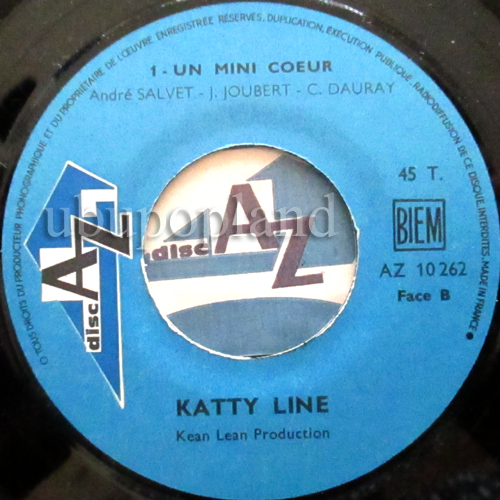 1 - UN MINI COEUR
André SALVET - J. JOUBERT - C. DAURAY
45 T.
BIEM
AZ 10 262
Face B
disc AZ
disc AZ
ubupopland
KATTY LINE
Kean Lean Production
© TOUS DROITS DU PRODUCTEUR PHONOGRAPHIQUE ET DU PROPRIÉTAIRE DE L'ŒUVRE ENREGISTRÉE RÉSERVÉS, DUPLICATION, EXÉCUTION PUBLIQUE, RADIODIFFUSION DE CE DISQUE INTERDITES, MADE IN FRANCE